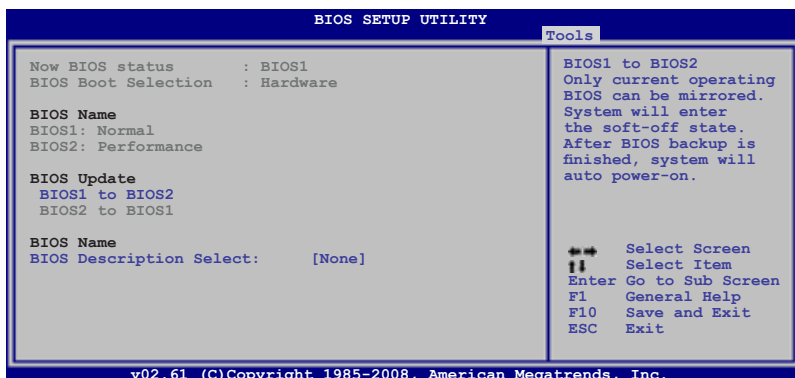 BIOS SETUP UTILITY
Tools
Now BIOS status : BIOS1
BIOS Boot Selection : Hardware
BIOS Name
BIOS1: Normal
BIOS2: Performance
BIOS Update
BIOS1 to BIOS2
BIOS2 to BIOS1
BIOS Name
BIOS Description Select: [None]
BIOS1 to BIOS2
Only current operating
BIOS can be mirrored.
System will enter
the soft-off state.
After BIOS backup is
finished, system will
auto power-on.
Select Screen
Select Item
Enter Go to Sub Screen
F1 General Help
F10 Save and Exit
ESC Exit
v02.61 (C)Copyright 1985-2008, American Megatrends, Inc.